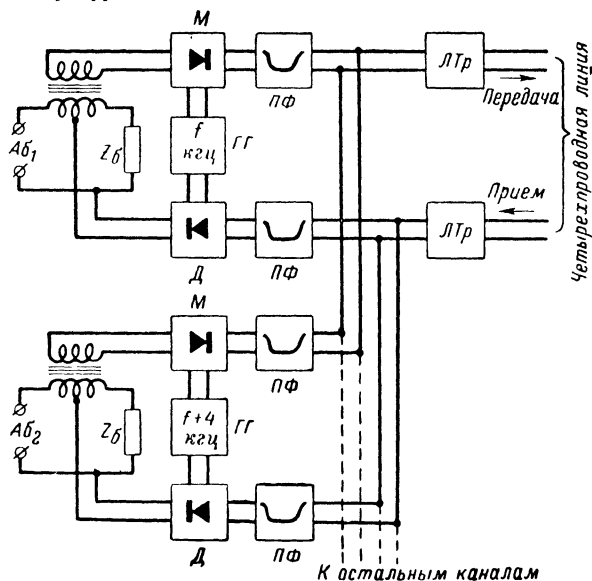 М
ПФ
ЛТр
Передача
Аб₁
Zб
f
кгц
ГГ
Прием
ЛТр
Д
ПФ
Четырехпроводная линия
М
ПФ
Аб₂
Zб
f+4
кгц
ГГ
Д
ПФ
К остальным каналам